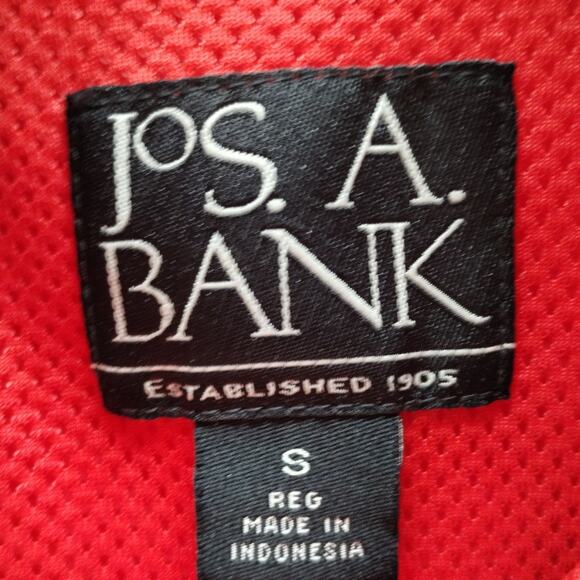 JOS. A.
BANK
ESTABLISHED 1905
S
REG
MADE IN
INDONESIA